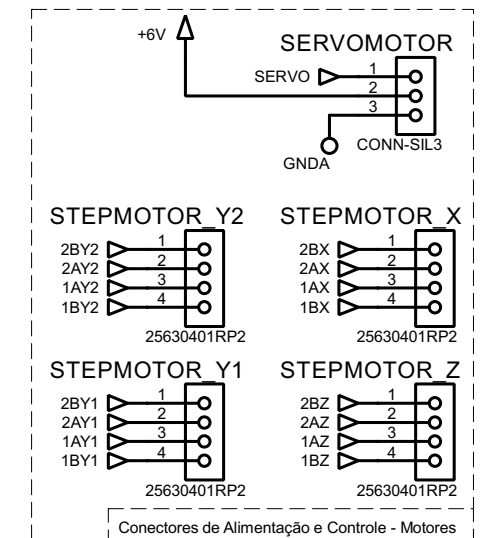 +6V
SERVOMOTOR
SERVO 1
2
3
CONN-SIL3
GNDA
STEPMOTOR_Y2
2BY2 1
2AY2 2
1AY2 3
1BY2 4
25630401RP2
STEPMOTOR_X
2BX 1
2AX 2
1AX 3
1BX 4
25630401RP2
STEPMOTOR_Y1
2BY1 1
2AY1 2
1AY1 3
1BY1 4
25630401RP2
STEPMOTOR_Z
2BZ 1
2AZ 2
1AZ 3
1BZ 4
25630401RP2
Conectores de Alimentação e Controle - Motores